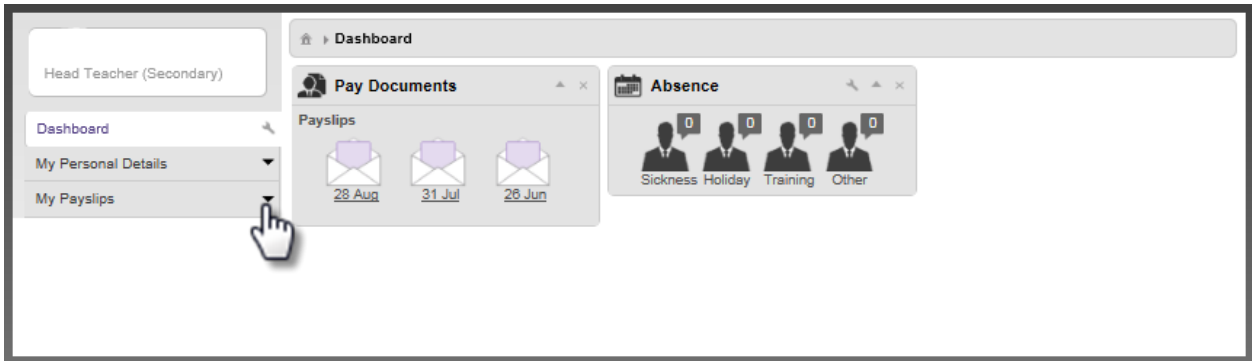 Head Teacher (Secondary)
Dashboard
My Personal Details
My Payslips
Dashboard
Pay Documents
Payslips
28 Aug 31 Jul 26 Jun
Absence
0 0 0 0
Sickness Holiday Training Other